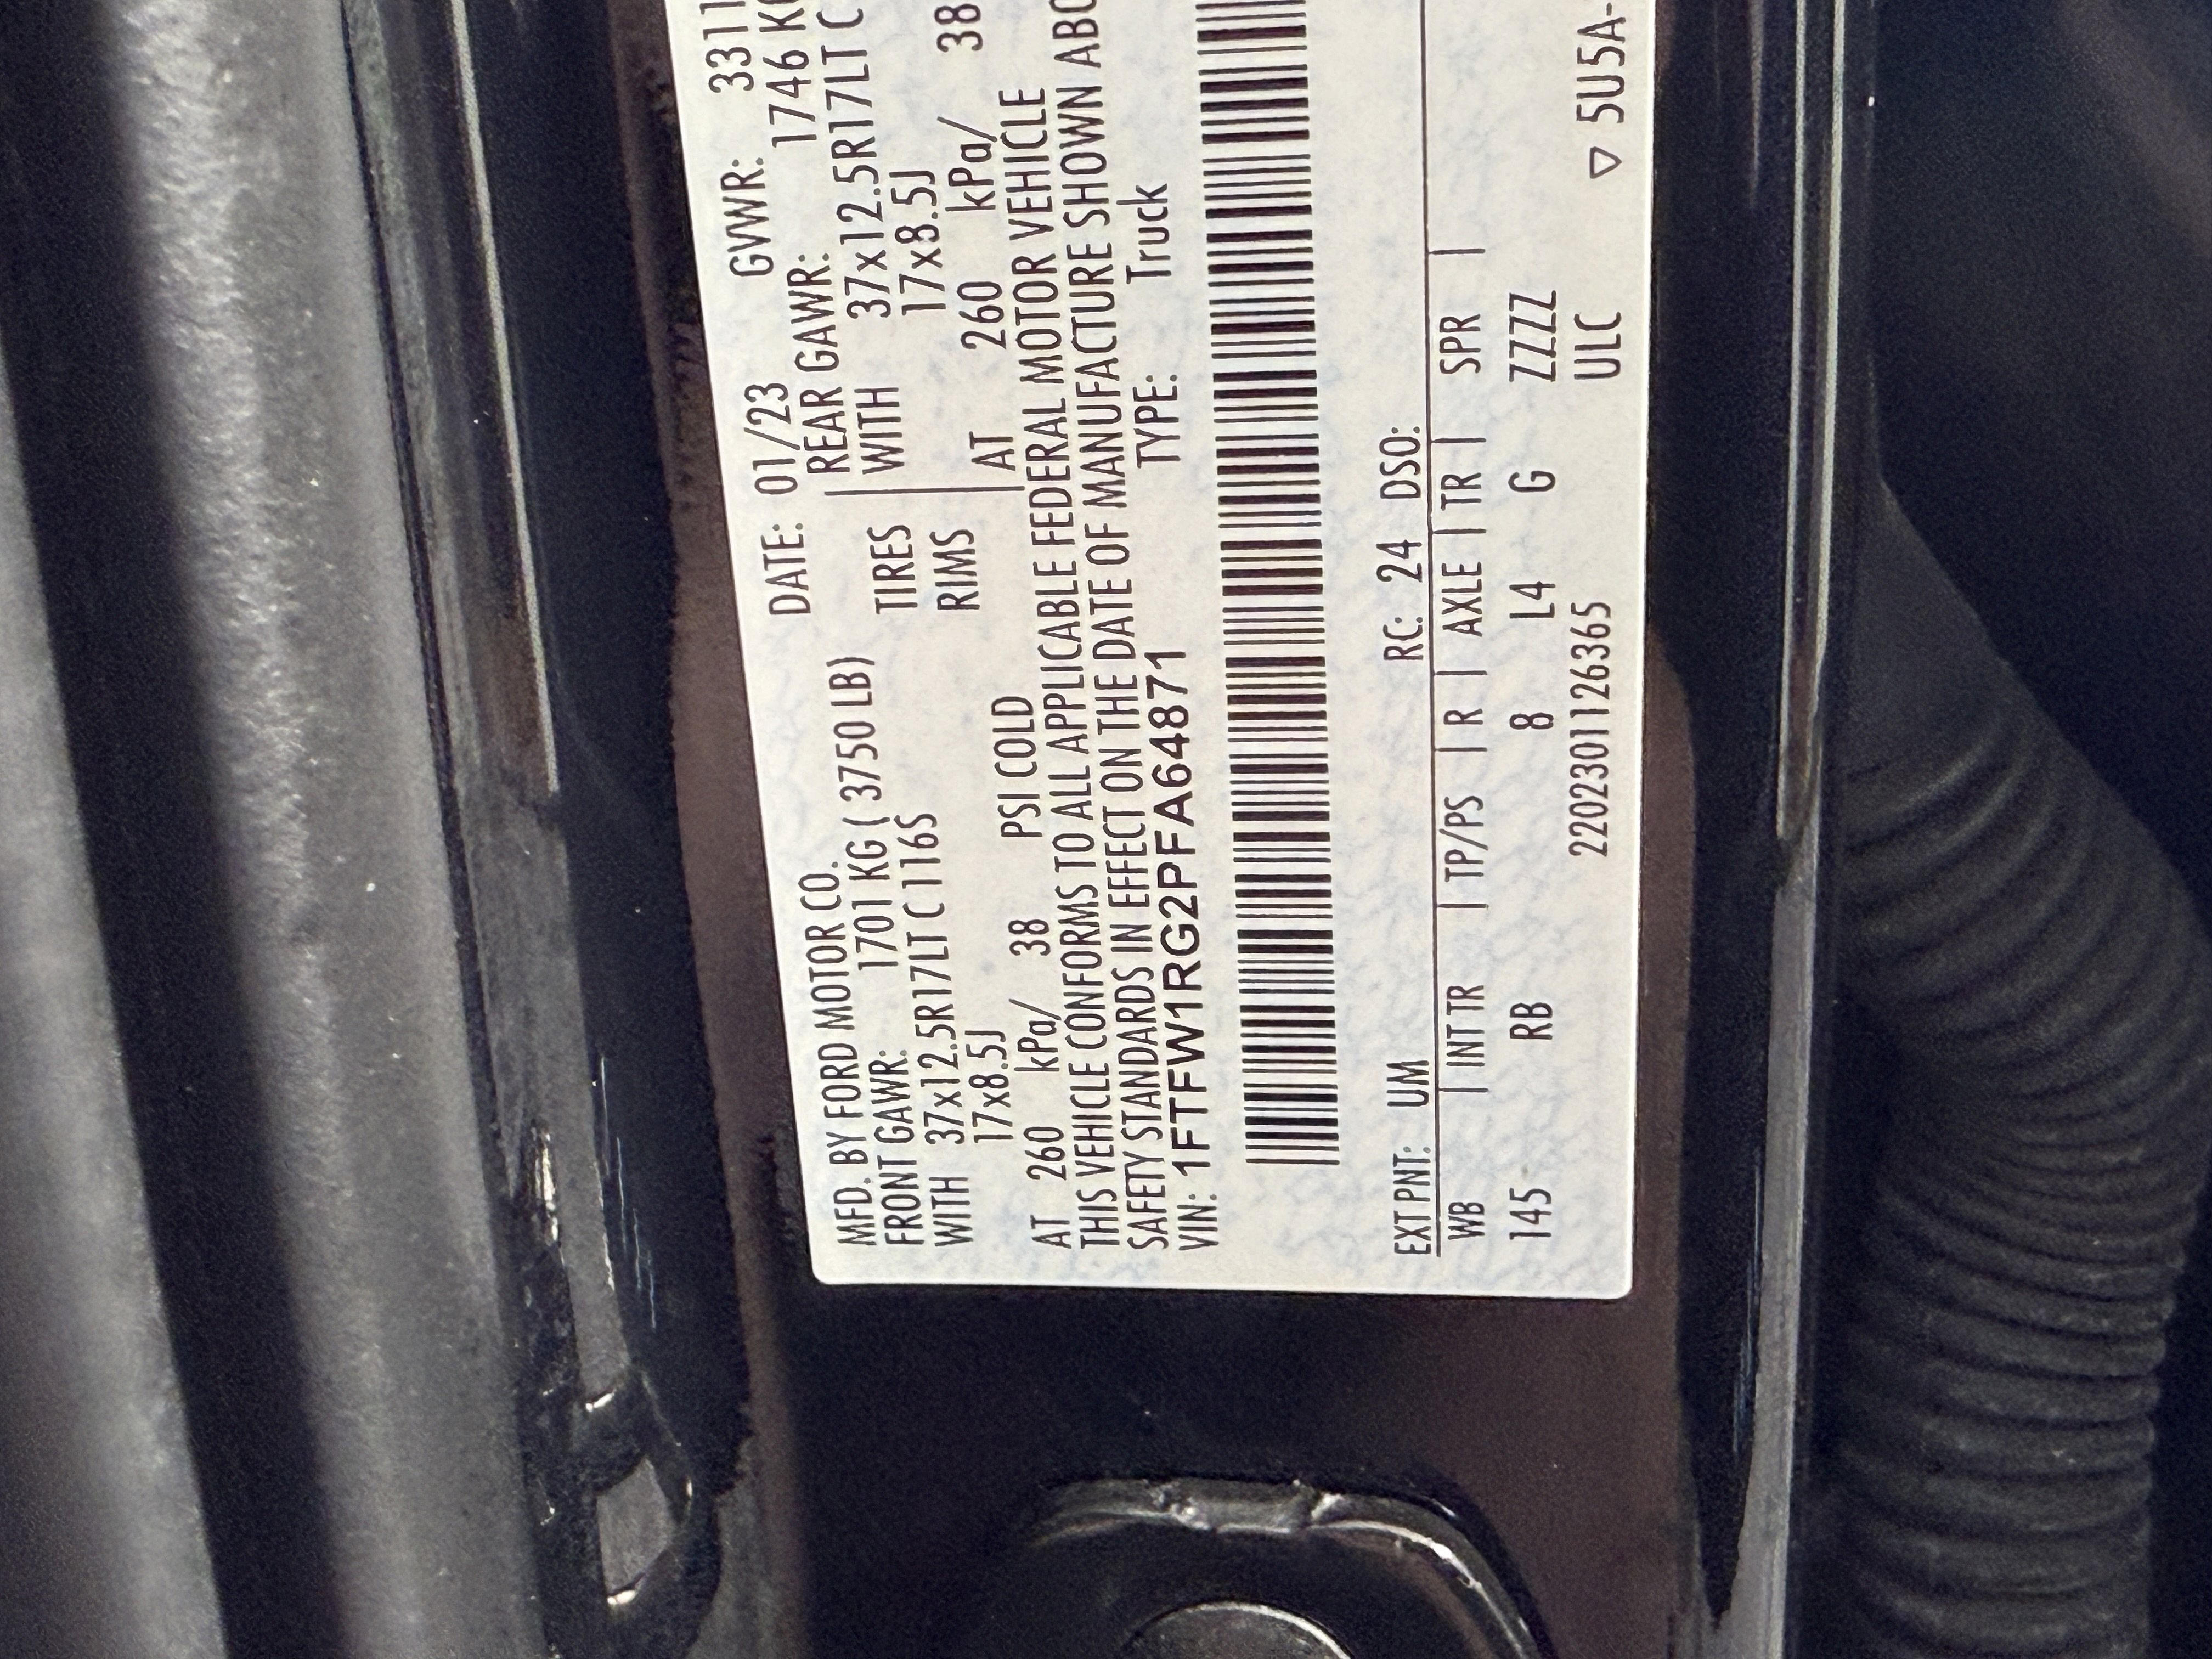 MFD. BY FORD MOTOR CO. DATE: 01/23 GVWR: 3311
FRONT GAWR: 1701 KG ( 3750 LB) REAR GAWR: 1746 KG
WITH 37x12.5R17LT C 116S TIRES WITH 37x12.5R17LT C
17x8.5J RIMS 17x8.5J
AT 260 kPa/ 38 PSI COLD AT 260 kPa/ 38
THIS VEHICLE CONFORMS TO ALL APPLICABLE FEDERAL MOTOR VEHICLE
SAFETY STANDARDS IN EFFECT ON THE DATE OF MANUFACTURE SHOWN ABO
VIN: 1FTFW1RG2PFA64871 TYPE: Truck
EXT PNT: UM RC: 24 DSO:
WB | INT TR | TP/PS | R | AXLE | TR | SPR |
145 RB 8 L4 G ZZZZ
2202301126365 ULC ▽ 5U5A-